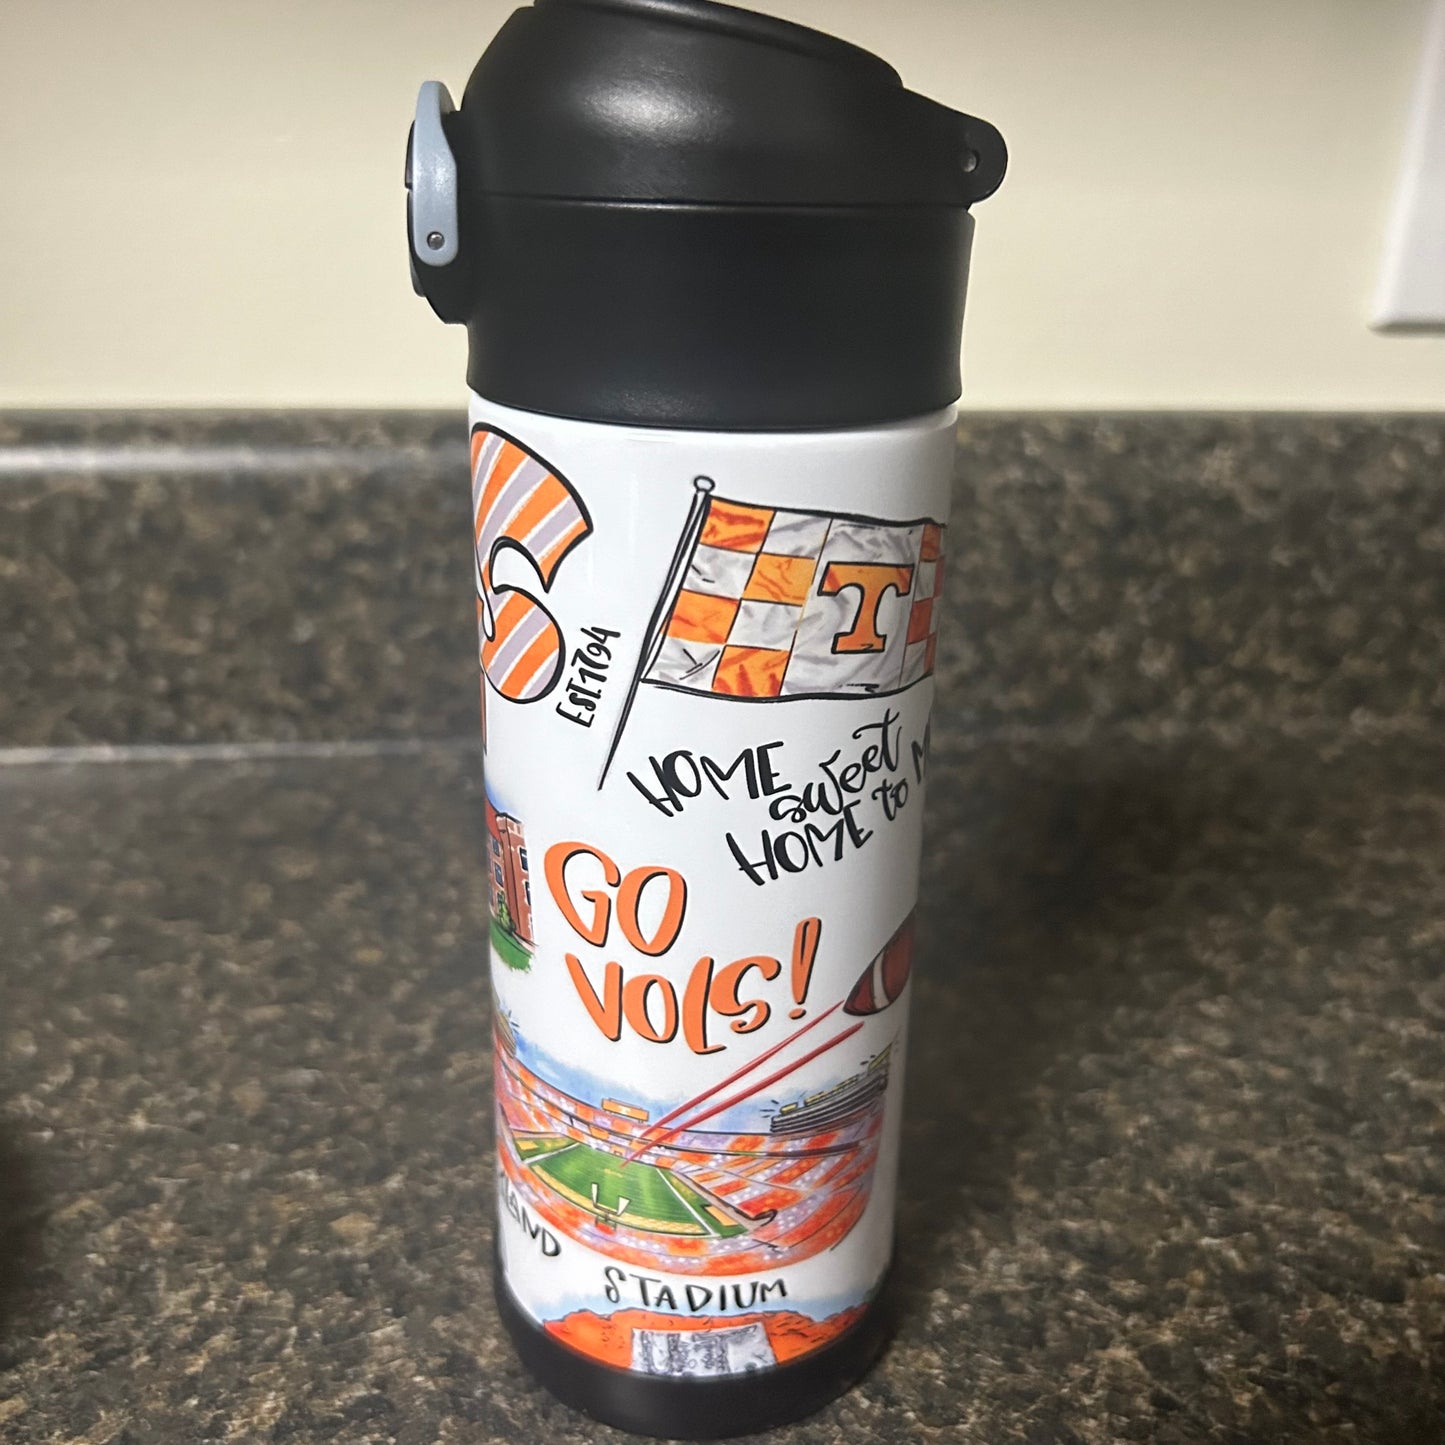 S
Est. 1794
T
HOME
sweet
HOME to
GO
VOLS!
STADIUM